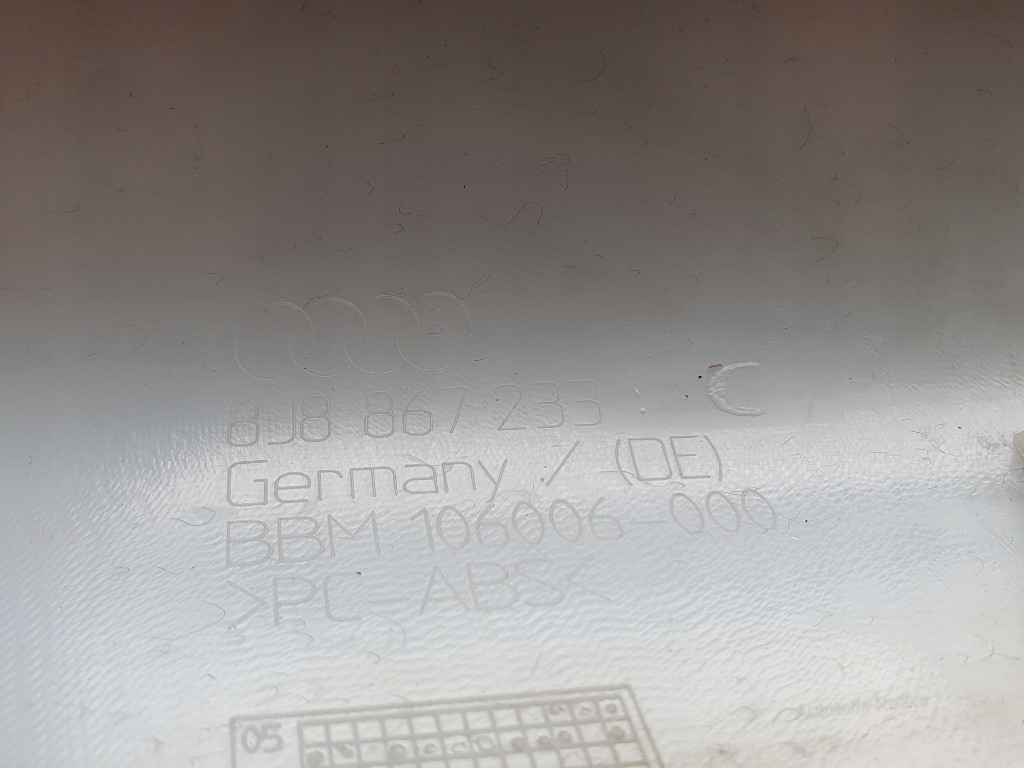 8J8 867 233 C
Germany / (DE)
BBM 106006-000
>PC-ABS<
05